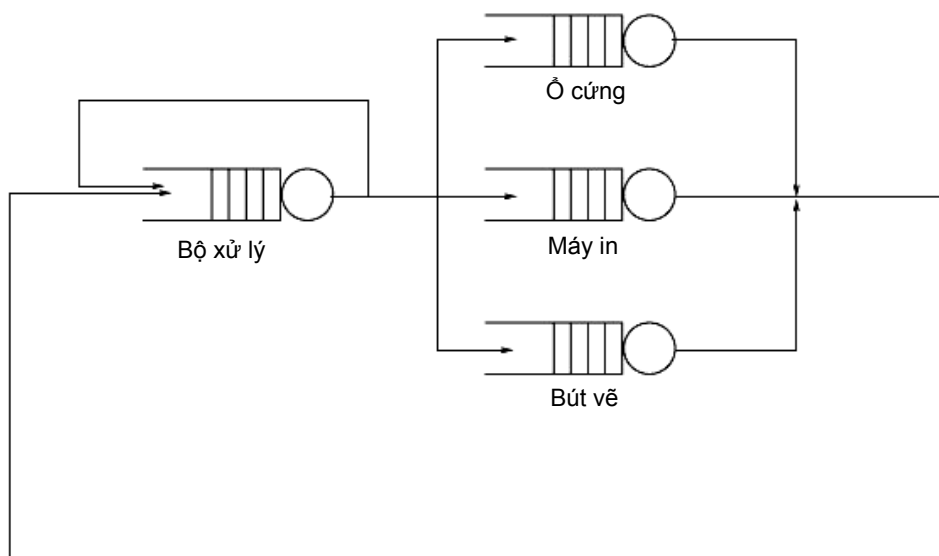 Ổ cứng
Bộ xử lý
Máy in
Bút vẽ